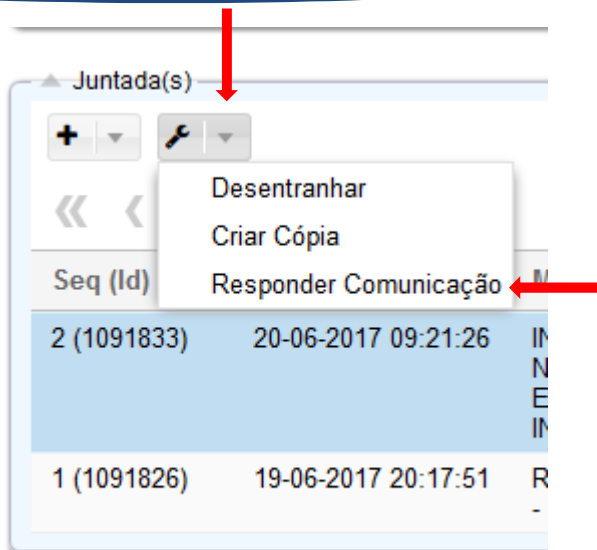 Juntada(s)
Desentranhar
Criar Cópia
Responder Comunicação
Seq (Id)
2 (1091833) 20-06-2017 09:21:26
1 (1091826) 19-06-2017 20:17:51
-